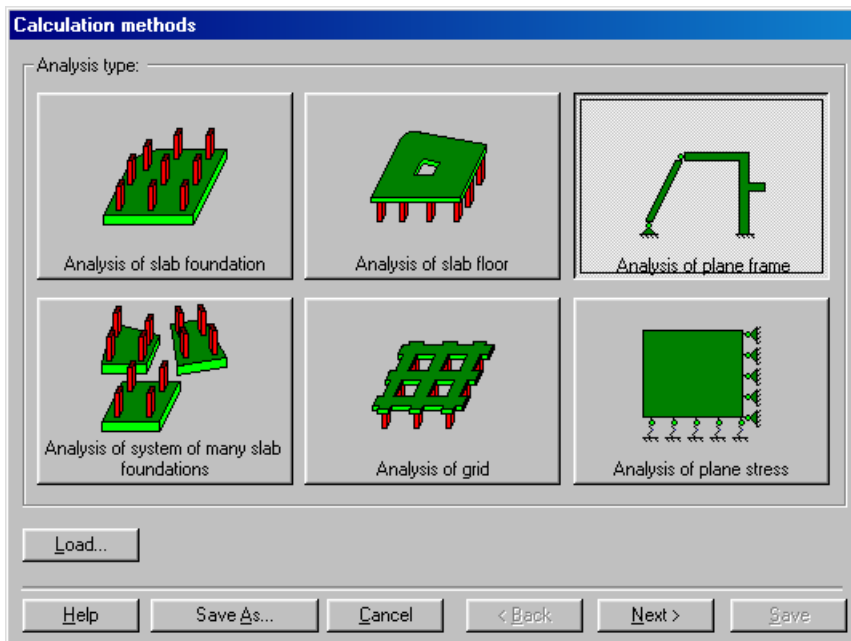 Calculation methods
Analysis type:
Analysis of slab foundation
Analysis of slab floor
Analysis of plane frame
Analysis of system of many slab
foundations
Analysis of grid
Analysis of plane stress
Load...
Help
Save As...
Cancel
< Back
Next >
Save